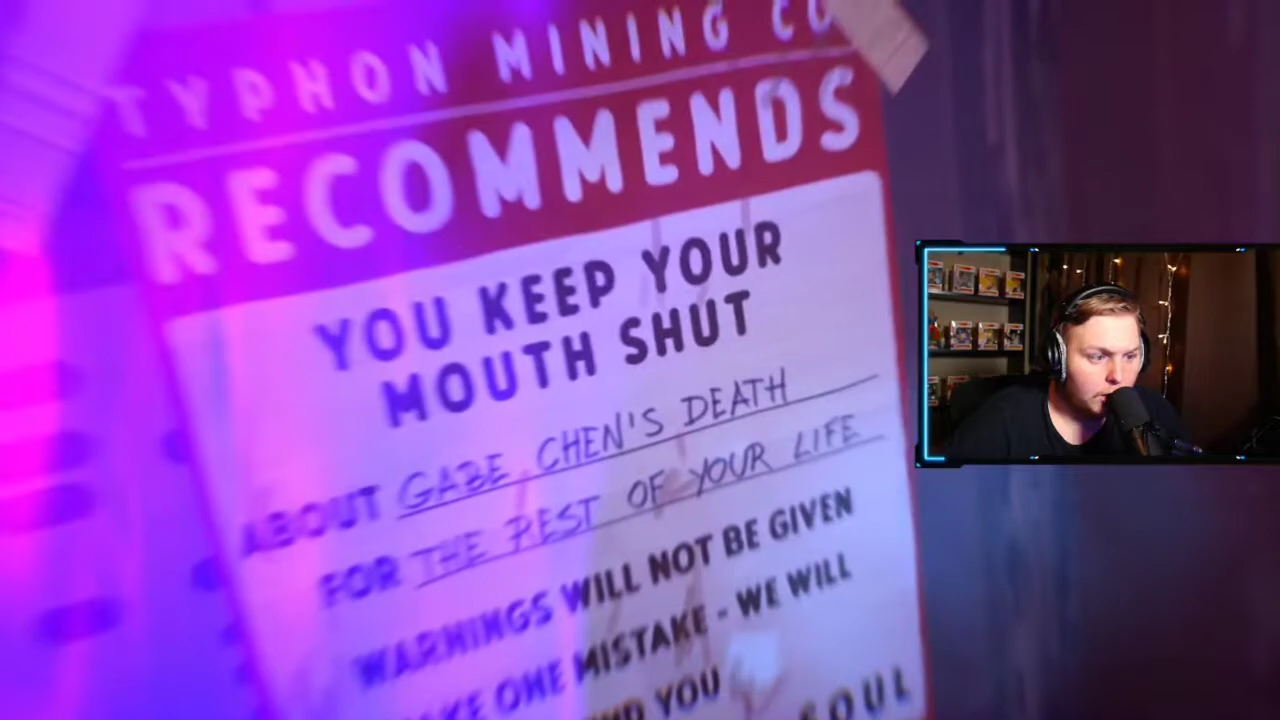 TYPHON MINING CO
RECOMMENDS
YOU KEEP YOUR
MOUTH SHUT
ABOUT GABE CHEN'S DEATH
FOR THE REST OF YOUR LIFE
WARNINGS WILL NOT BE GIVEN
ONE MISTAKE - WE WILL
YOU
SOUL